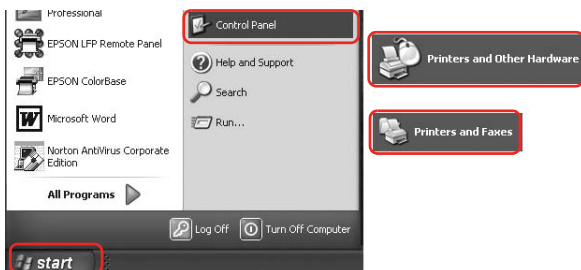 Professional
EPSON LFP Remote Panel
EPSON ColorBase
Microsoft Word
Norton AntiVirus Corporate
Edition
All Programs
Control Panel
Help and Support
Search
Run...
Log Off
Turn Off Computer
start
Printers and Other Hardware
Printers and Faxes